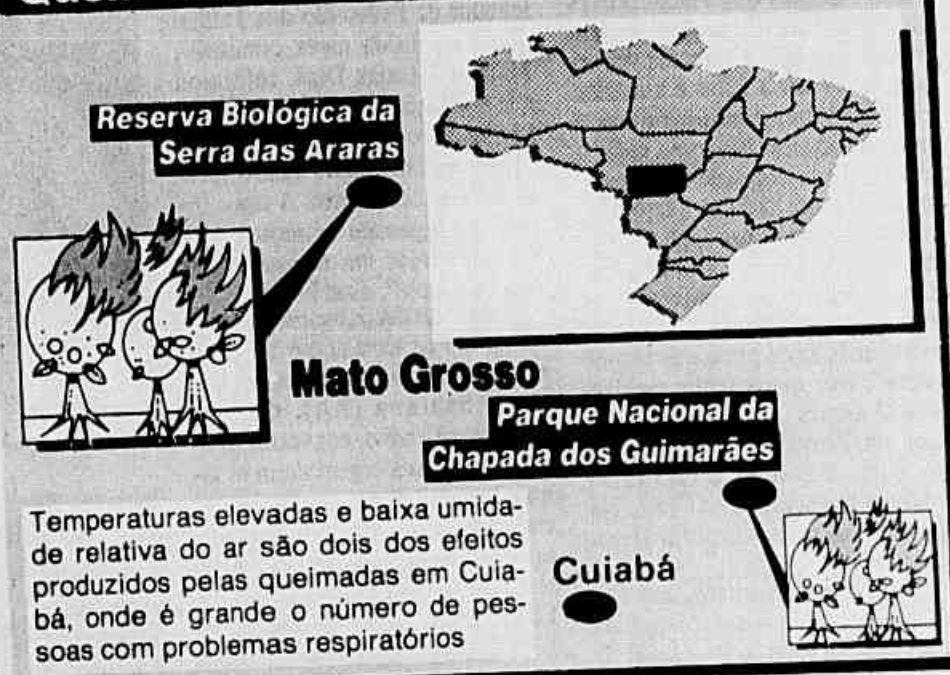 Reserva Biológica da
Serra das Araras
Mato Grosso
Parque Nacional da
Chapada dos Guimarães
Temperaturas elevadas e baixa umida-
de relativa do ar são dois dos efeitos
produzidos pelas queimadas em Cuia-
bá, onde é grande o número de pes-
soas com problemas respiratórios
Cuiabá